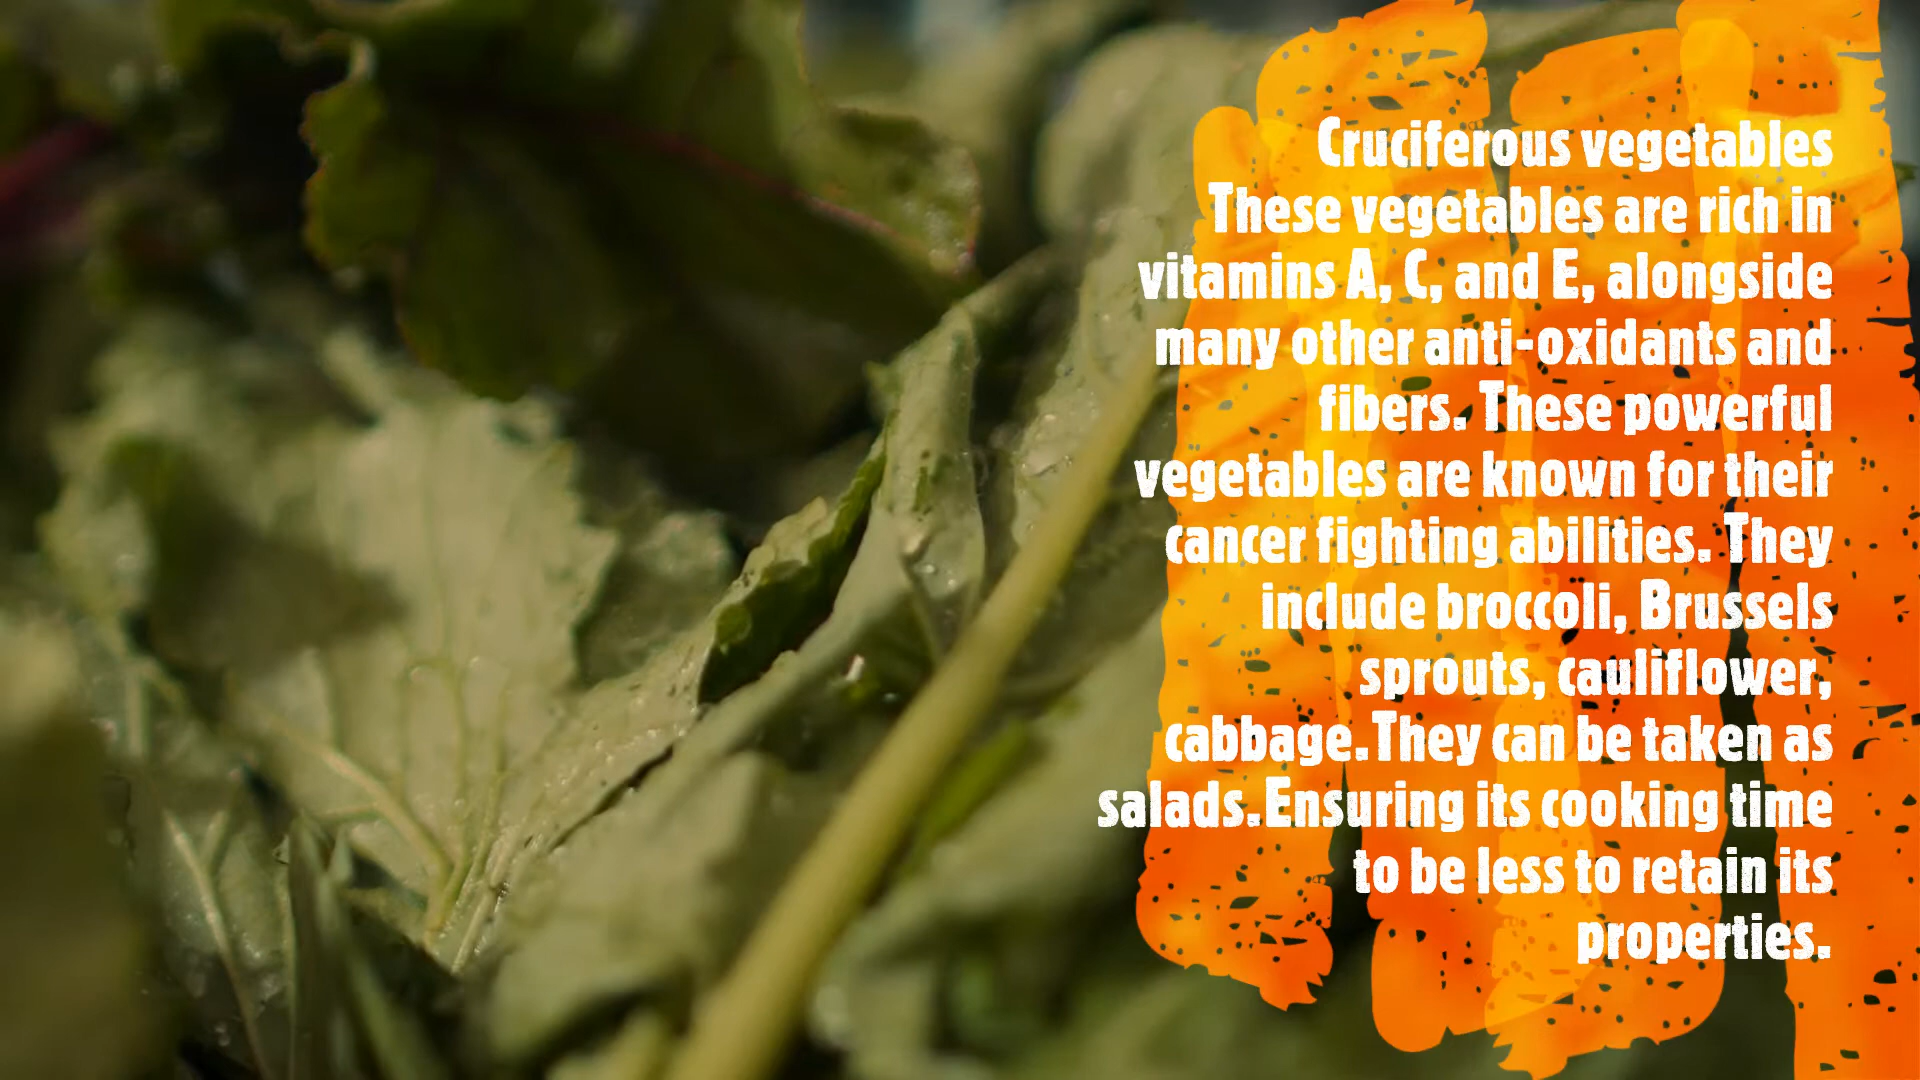 Cruciferous vegetables
These vegetables are rich in
vitamins A, C, and E, alongside
many other anti-oxidants and
fibers. These powerful
vegetables are known for their
cancer fighting abilities. They
include broccoli, Brussels
sprouts, cauliflower,
cabbage.They can be taken as
salads.Ensuring its cooking time
to be less to retain its
properties.